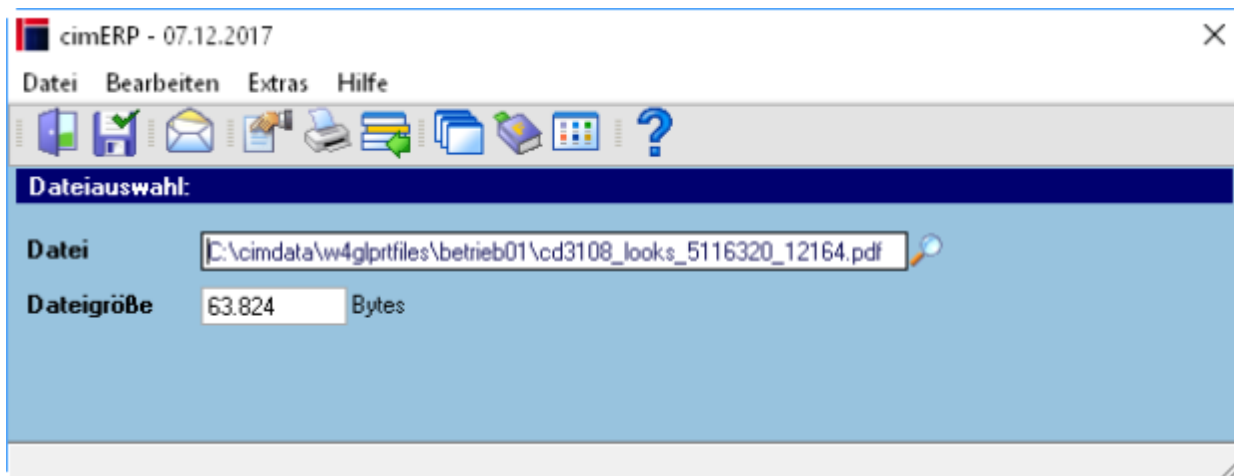 cimERP - 07.12.2017
Datei Bearbeiten Extras Hilfe
Dateiauswahl:
Datei C:\cimdata\w4glprtfiles\betrieb01\cd3108_looks_5116320_12164.pdf
Dateigröße 63.824 Bytes